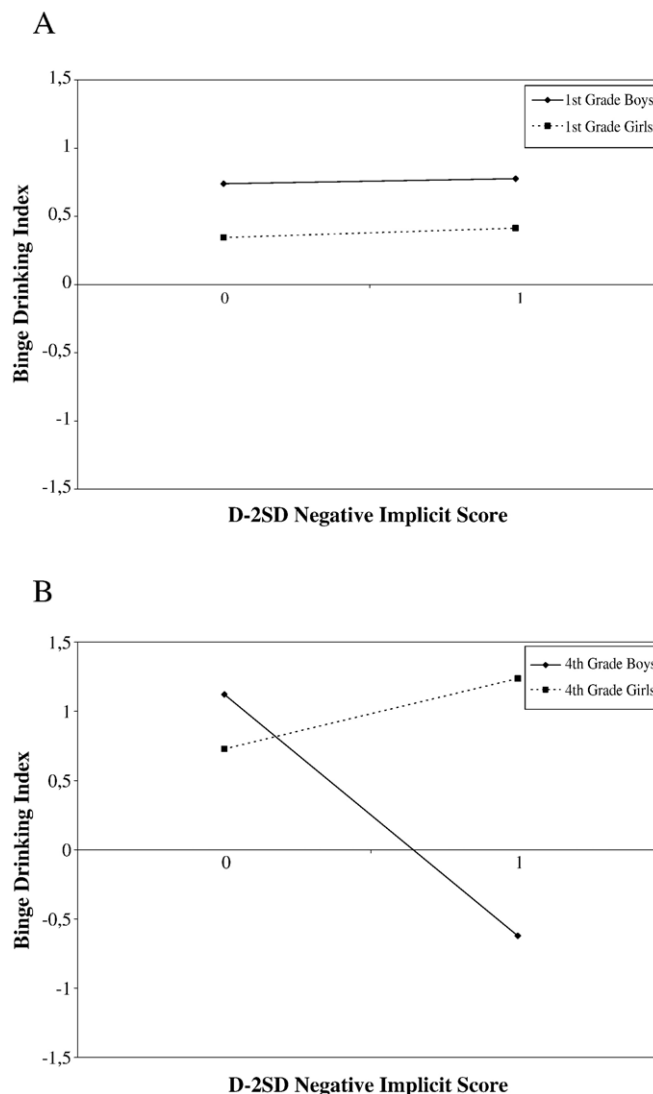 A
1,5
1st Grade Boys
1st Grade Girls
1
0,5
0
0
1
-0,5
-1
-1,5
Binge Drinking Index
D-2SD Negative Implicit Score
B
1,5
4th Grade Boys
4th Grade Girls
1
0,5
0
0
1
-0,5
-1
-1,5
Binge Drinking Index
D-2SD Negative Implicit Score